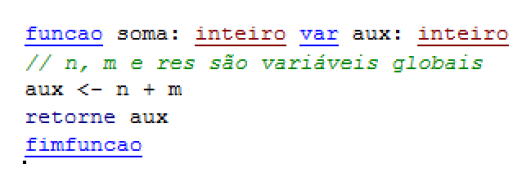 funcao soma: inteiro var aux: inteiro
// n, m e res são variáveis globais
aux <- n + m
retorne aux
fimfuncao